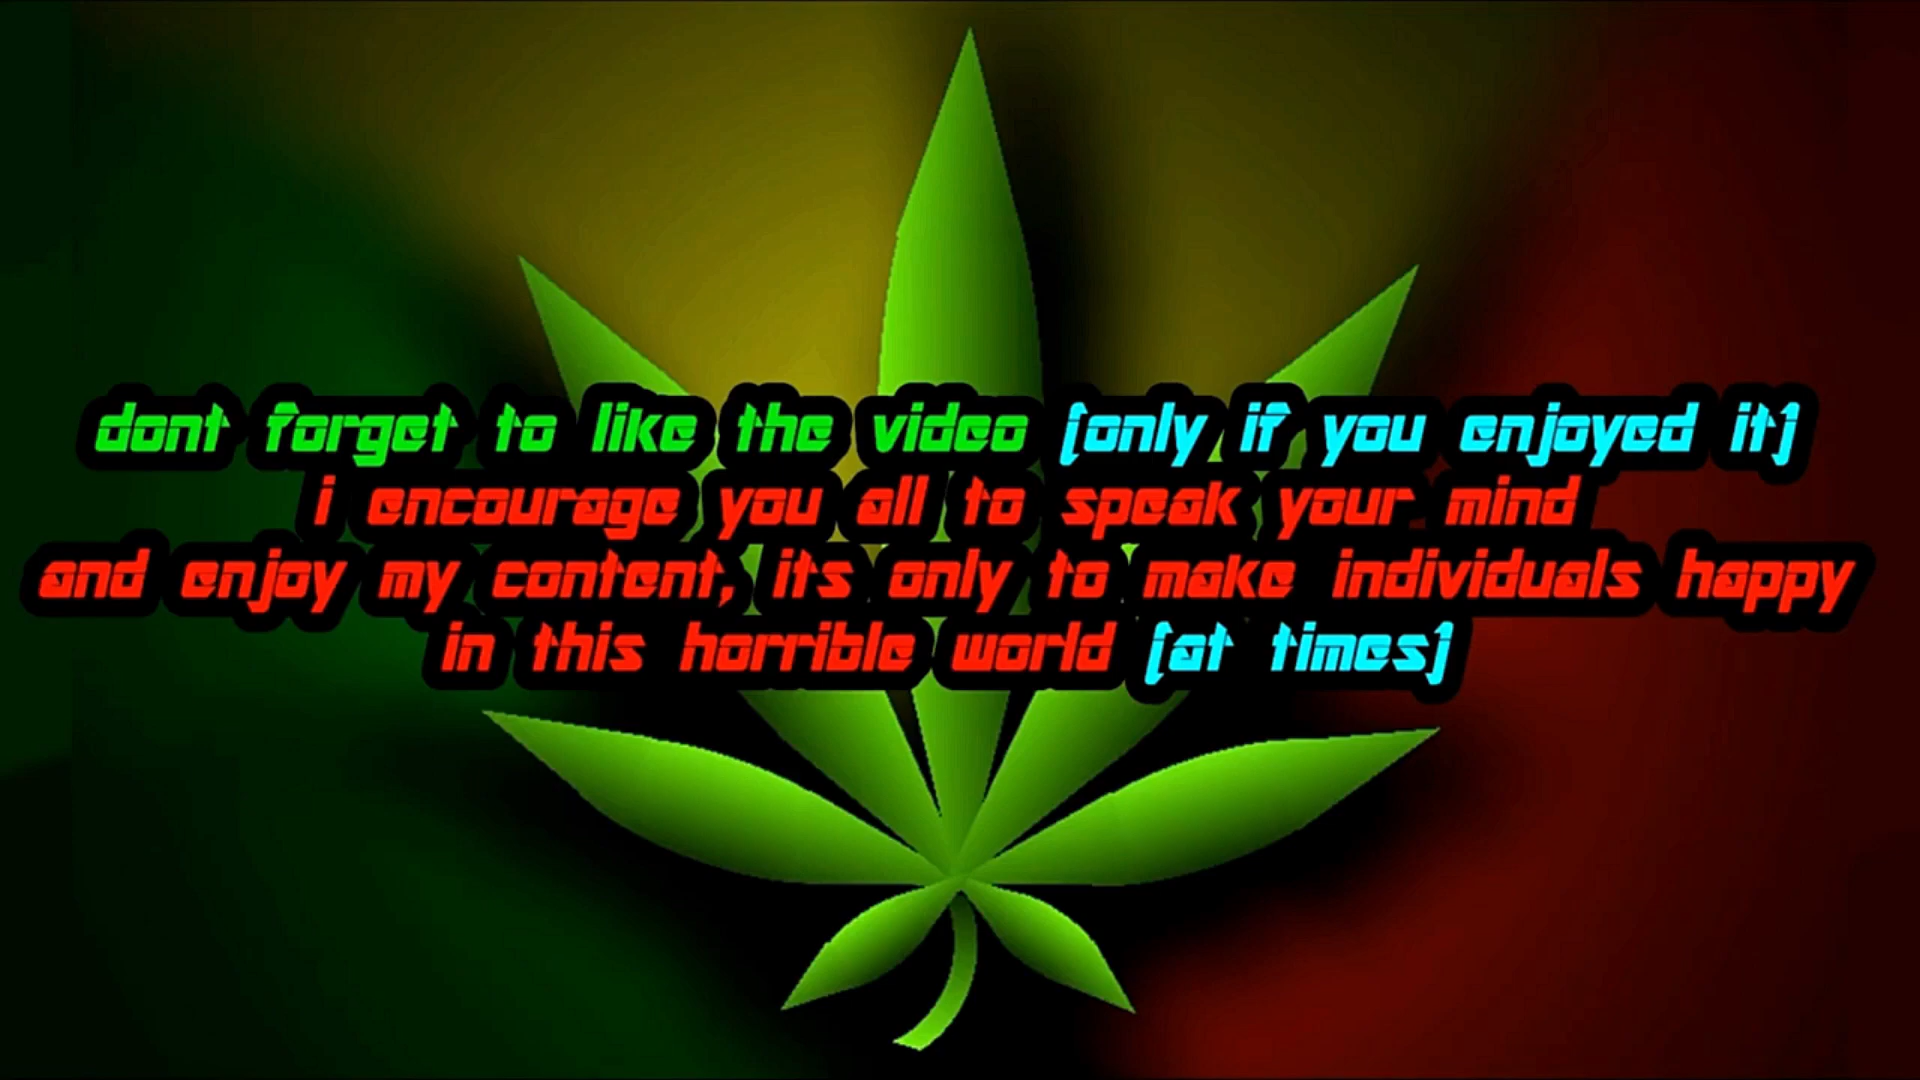 dont forget to like the video (only if you enjoyed it)
i encourage you all to speak your mind
and enjoy my content, its only to make individuals happy
in this horrible world (at times)